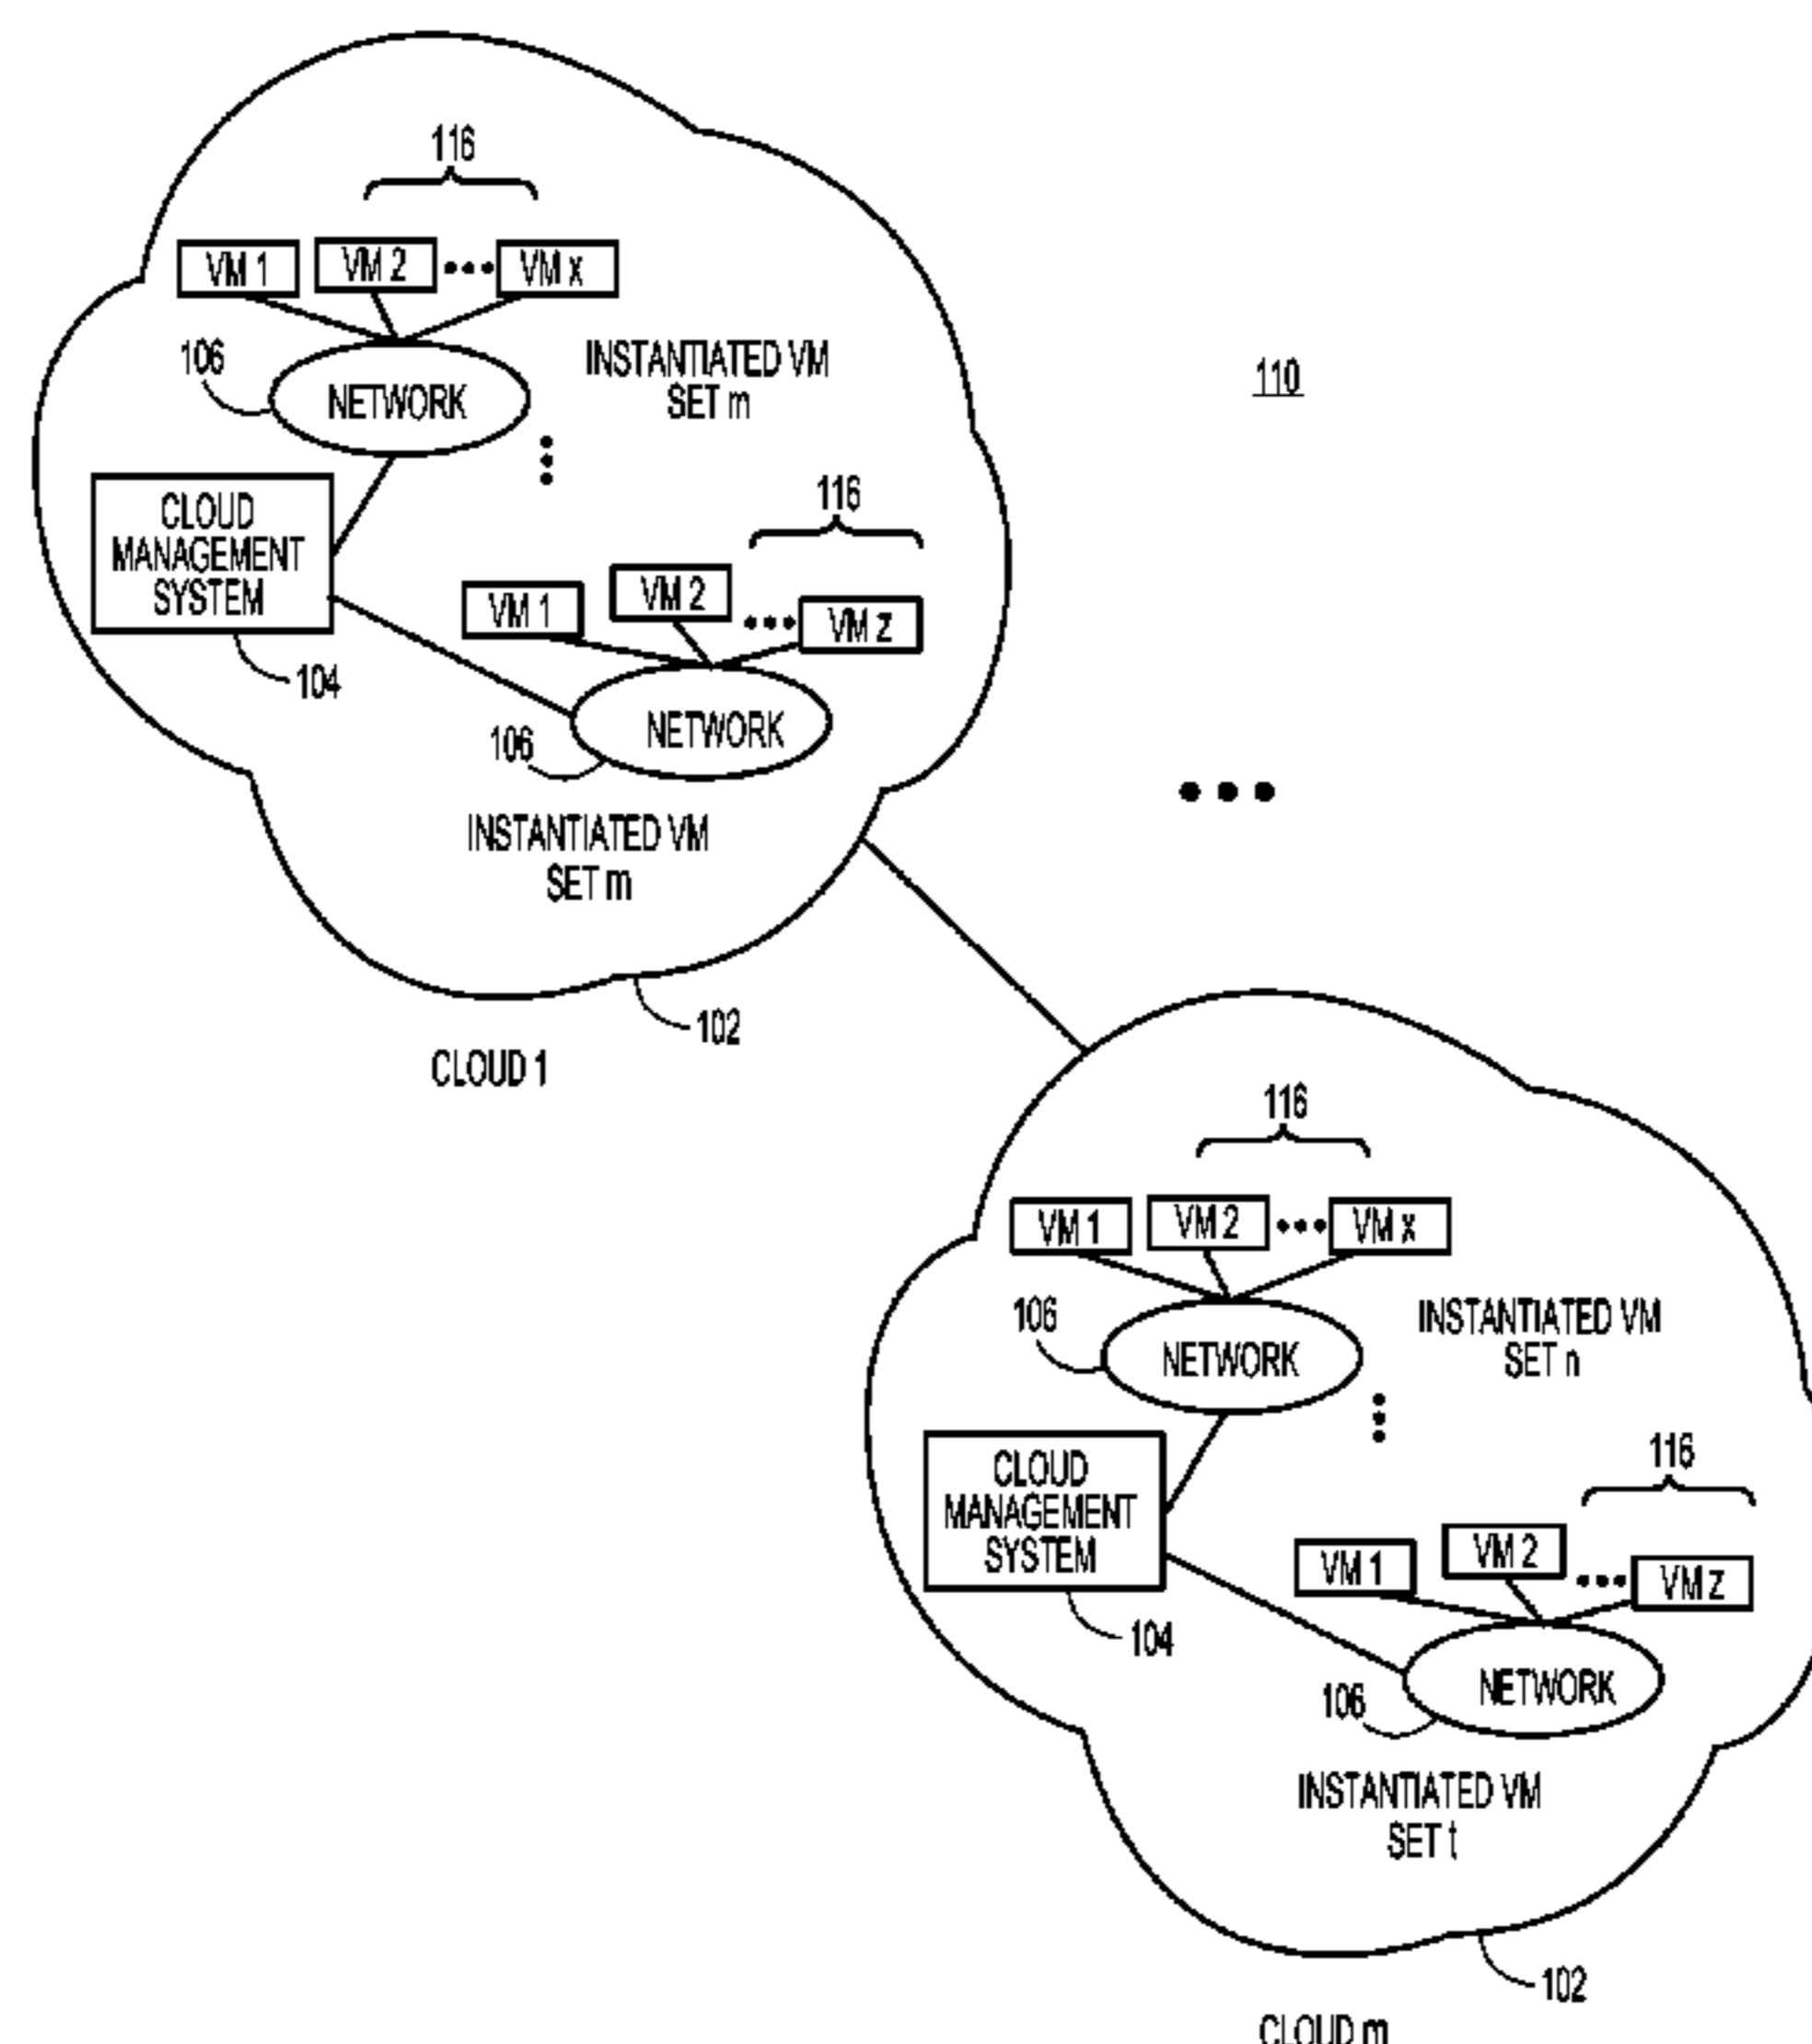 116
VM 1
VM 2
VM x
106
NETWORK
INSTANTIATED VM
SET m
110
CLOUD
MANAGEMENT
SYSTEM
104
116
VM 1
VM 2
VM z
106
NETWORK
INSTANTIATED VM
SET m
102
CLOUD 1
116
VM 1
VM 2
VM x
106
NETWORK
INSTANTIATED VM
SET n
CLOUD
MANAGEMENT
SYSTEM
104
116
VM 1
VM 2
VM z
106
NETWORK
INSTANTIATED VM
SET t
102
CLOUD m